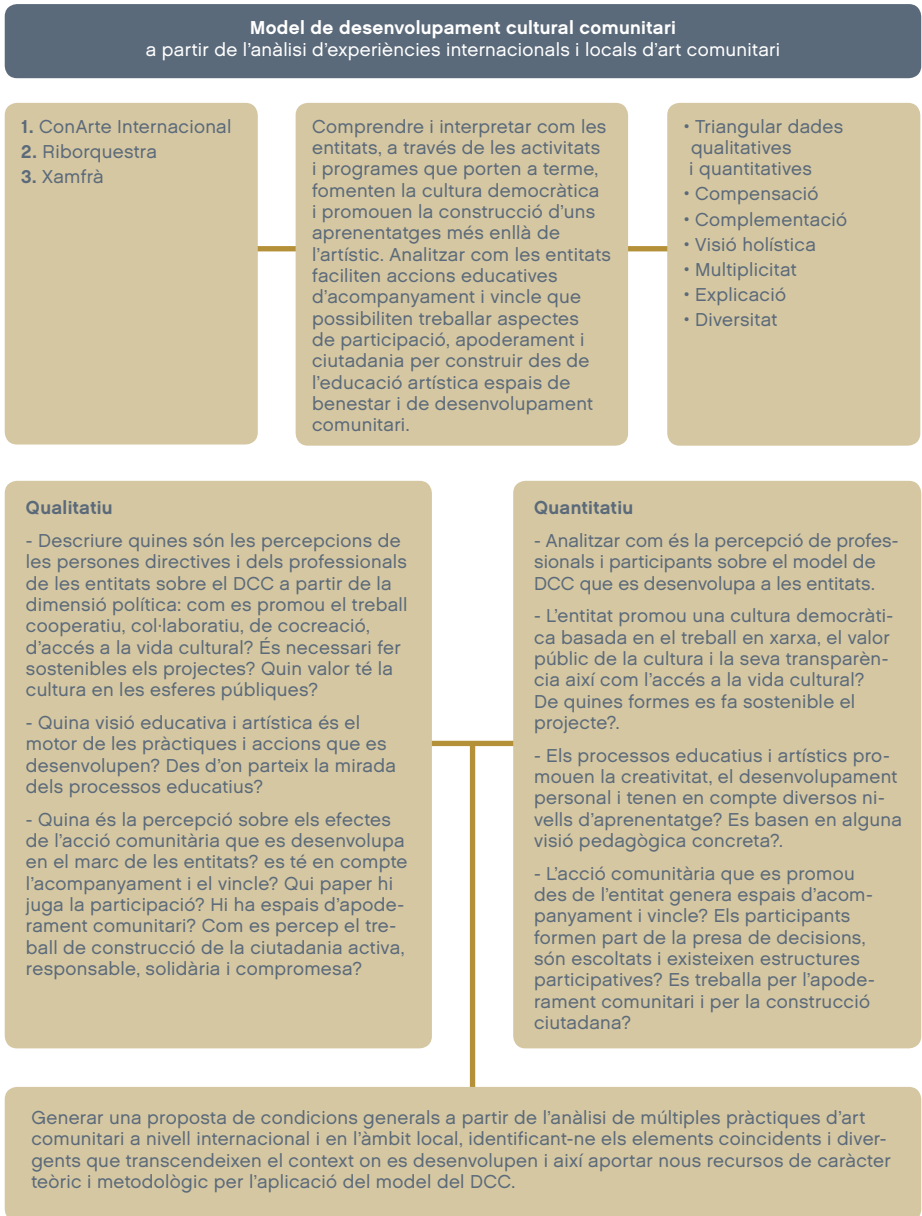 Model de desenvolupament cultural comunitari
a partir de l'anàlisi d'experiències internacionals i locals d'art comunitari
1. ConArte Internacional
2. Riborquestra
3. Xamfrà
Comprendre i interpretar com les
entitats, a través de les activitats
i programes que porten a terme,
fomenten la cultura democràtica
i promouen la construcció d'uns
aprenentatges més enllà de
l'artístic. Analitzar com les entitats
faciliten accions educatives
d'acompanyament i vincle que
possibiliten treballar aspectes
de participació, apoderament i
ciutadania per construir des de
l'educació artística espais de
benestar i de desenvolupament
comunitari.
• Triangular dades
qualitatives
i quantitatives
• Compensació
• Complementació
• Visió holística
• Multiplicitat
• Explicació
• Diversitat
Qualitatiu
- Descriure quines són les percepcions de
les persones directives i dels professionals
de les entitats sobre el DCC a partir de la
dimensió política: com es promou el treball
cooperatiu, col·laboratiu, de cocreació,
d'accés a la vida cultural? És necessari fer
sostenibles els projectes? Quin valor té la
cultura en les esferes públiques?
- Quina visió educativa i artística és el
motor de les pràctiques i accions que es
desenvolupen? Des d'on parteix la mirada
dels processos educatius?
- Quina és la percepció sobre els efectes
de l'acció comunitària que es desenvolupa
en el marc de les entitats? es té en compte
l'acompanyament i el vincle? Qui paper hi
juga la participació? Hi ha espais d'apode-
rament comunitari? Com es percep el tre-
ball de construcció de la ciutadania activa,
responsable, solidària i compromesa?
Quantitatiu
- Analitzar com és la percepció de profes-
sionals i participants sobre el model de
DCC que es desenvolupa a les entitats.
- L'entitat promou una cultura democràti-
ca basada en el treball en xarxa, el valor
públic de la cultura i la seva transparèn-
cia així com l'accés a la vida cultural?
De quines formes es fa sostenible el
projecte?.
- Els processos educatius i artístics pro-
mouen la creativitat, el desenvolupament
personal i tenen en compte diversos ni-
vells d'aprenentatge? Es basen en alguna
visió pedagògica concreta?.
- L'acció comunitària que es promou
des de l'entitat genera espais d'acom-
panyament i vincle? Els participants
formen part de la presa de decisions,
són escoltats i existeixen estructures
participatives? Es treballa per l'apode-
rament comunitari i per la construcció
ciutadana?
Generar una proposta de condicions generals a partir de l'anàlisi de múltiples pràctiques d'art
comunitari a nivell internacional i en l'àmbit local, identificant-ne els elements coincidents i diver-
gents que transcendeixen el context on es desenvolupen i així aportar nous recursos de caràcter
teòric i metodològic per l'aplicació del model del DCC.